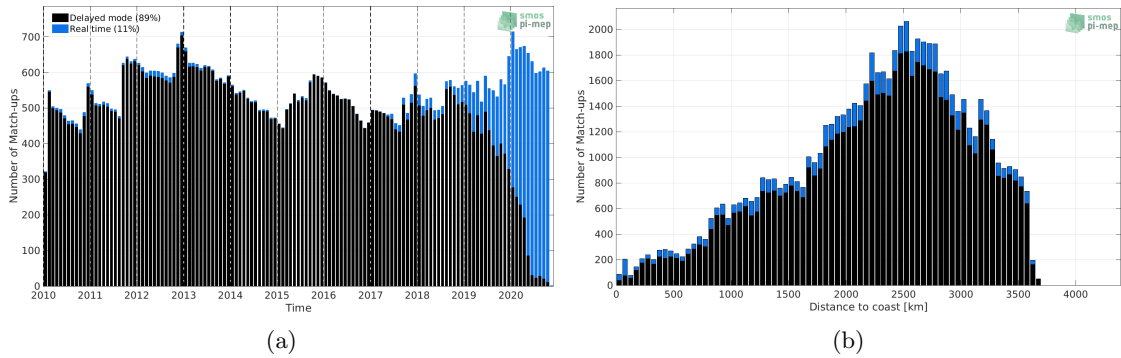 Delayed mode (89%)
Real time (11%)
smos
pi-mep
Number of Match-ups
700
600
500
400
300
200
100
0
2010 2011 2012 2013 2014 2015 2016 2017 2018 2019 2020
Time
(a)
smos
pi-mep
Number of Match-ups
2000
1800
1600
1400
1200
1000
800
600
400
200
0
0 500 1000 1500 2000 2500 3000 3500 4000
Distance to coast [km]
(b)